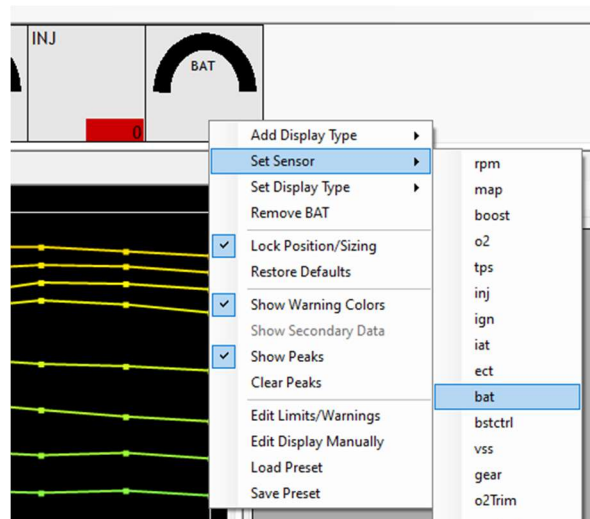 INJ
BAT
0
Add Display Type
Set Sensor
Set Display Type
Remove BAT
Lock Position/Sizing
Restore Defaults
Show Warning Colors
Show Secondary Data
Show Peaks
Clear Peaks
Edit Limits/Warnings
Edit Display Manually
Load Preset
Save Preset
rpm
map
boost
o2
tps
inj
ign
iat
ect
bat
bstctrl
vss
gear
o2Trim